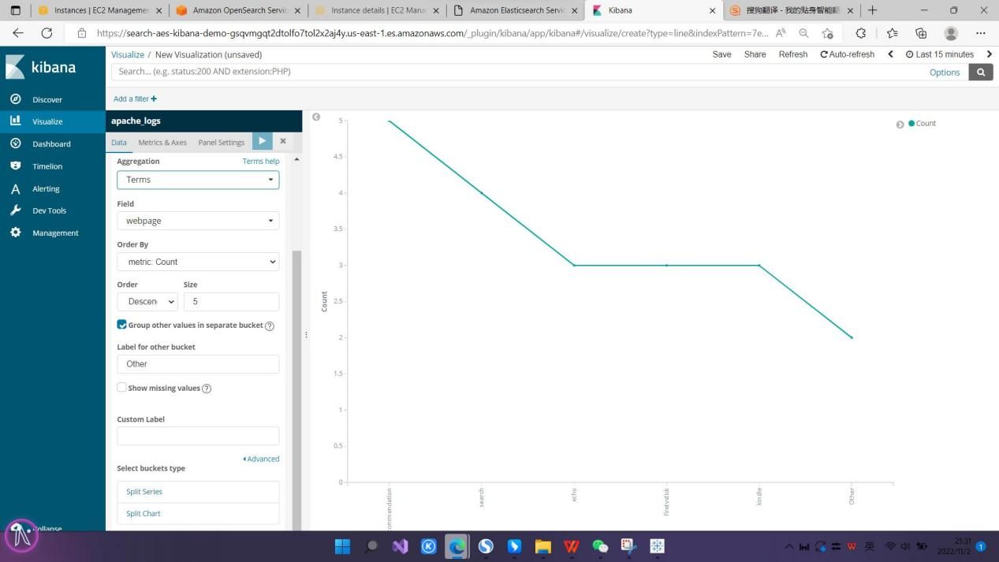 Instances | EC2 Managemer
Amazon OpenSearch Servic
Instance details | EC2 Mana
Amazon Elasticsearch Servic
Kibana
搜狗翻译 - 我的贴身智能翻
https://search-aes-kibana-demo-gsqvmgqt2dtolfo7tol2x2aj4y.us-east-1.es.amazonaws.com/_plugin/kibana/app/kibana#/visualize/create?type=line&indexPattern=7e...
kibana
Discover
Visualize
Dashboard
Timelion
Alerting
Dev Tools
Management
Collapse
Visualize / New Visualization (unsaved)
Save Share Refresh Auto-refresh Last 15 minutes
Search... (e.g. status:200 AND extension:PHP)
Options
Add a filter +
apache_logs
Data Metrics & Axes Panel Settings
Aggregation Terms help
Terms
Field
webpage
Order By
metric: Count
Order Size
Descen 5
Group other values in separate bucket
Label for other bucket
Other
Show missing values
Custom Label
Advanced
Select buckets type
Split Series
Split Chart
Count
5
4.5
4
3.5
3
2.5
2
1.5
1
0.5
0
Count
ommendation
search
echo
firetvstick
kindle
Other
英
21:31
2022/11/2
1